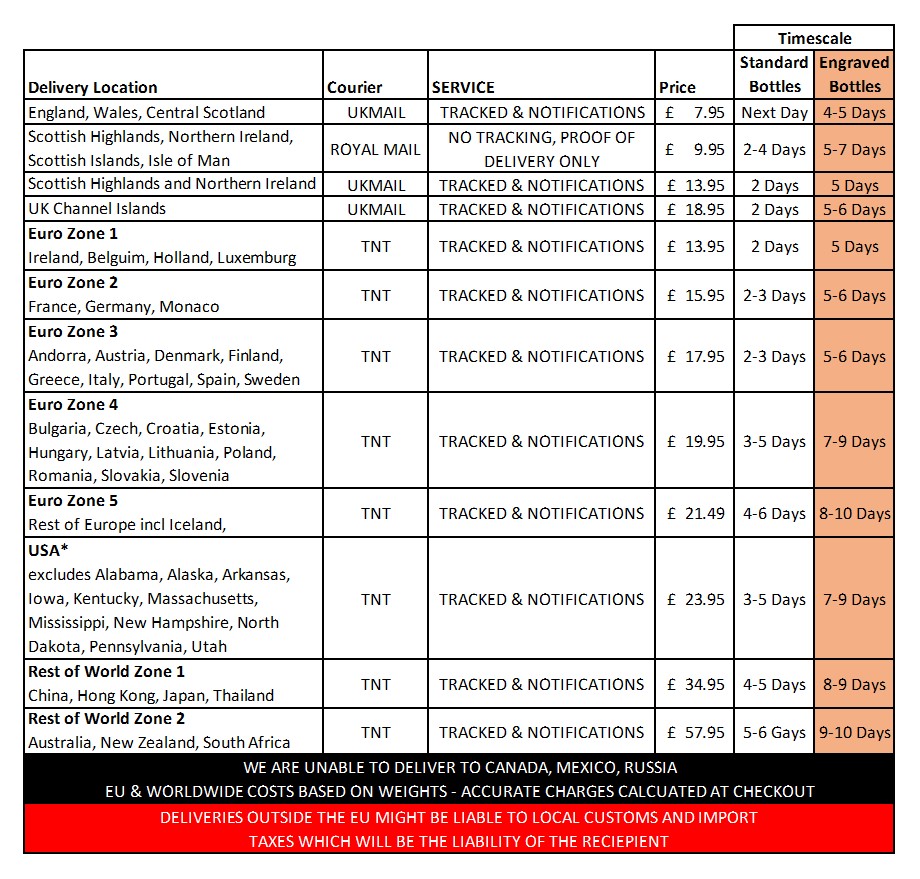 Timescale
Delivery Location Courier SERVICE Price Standard Bottles Engraved Bottles
England, Wales, Central Scotland UKMAIL TRACKED & NOTIFICATIONS £ 7.95 Next Day 4-5 Days
Scottish Highlands, Northern Ireland,
Scottish Islands, Isle of Man ROYAL MAIL NO TRACKING, PROOF OF
DELIVERY ONLY £ 9.95 2-4 Days 5-7 Days
Scottish Highlands and Northern Ireland UKMAIL TRACKED & NOTIFICATIONS £ 13.95 2 Days 5 Days
UK Channel Islands UKMAIL TRACKED & NOTIFICATIONS £ 18.95 2 Days 5-6 Days
Euro Zone 1
Ireland, Belguim, Holland, Luxemburg TNT TRACKED & NOTIFICATIONS £ 13.95 2 Days 5 Days
Euro Zone 2
France, Germany, Monaco TNT TRACKED & NOTIFICATIONS £ 15.95 2-3 Days 5-6 Days
Euro Zone 3
Andorra, Austria, Denmark, Finland,
Greece, Italy, Portugal, Spain, Sweden TNT TRACKED & NOTIFICATIONS £ 17.95 2-3 Days 5-6 Days
Euro Zone 4
Bulgaria, Czech, Croatia, Estonia,
Hungary, Latvia, Lithuania, Poland,
Romania, Slovakia, Slovenia TNT TRACKED & NOTIFICATIONS £ 19.95 3-5 Days 7-9 Days
Euro Zone 5
Rest of Europe incl Iceland, TNT TRACKED & NOTIFICATIONS £ 21.49 4-6 Days 8-10 Days
USA*
excludes Alabama, Alaska, Arkansas,
Iowa, Kentucky, Massachusetts,
Mississippi, New Hampshire, North
Dakota, Pennsylvania, Utah TNT TRACKED & NOTIFICATIONS £ 23.95 3-5 Days 7-9 Days
Rest of World Zone 1
China, Hong Kong, Japan, Thailand TNT TRACKED & NOTIFICATIONS £ 34.95 4-5 Days 8-9 Days
Rest of World Zone 2
Australia, New Zealand, South Africa TNT TRACKED & NOTIFICATIONS £ 57.95 5-6 Gays 9-10 Days
WE ARE UNABLE TO DELIVER TO CANADA, MEXICO, RUSSIA
EU & WORLDWIDE COSTS BASED ON WEIGHTS - ACCURATE CHARGES CALCUATED AT CHECKOUT
DELIVERIES OUTSIDE THE EU MIGHT BE LIABLE TO LOCAL CUSTOMS AND IMPORT
TAXES WHICH WILL BE THE LIABILITY OF THE RECIEPIENT